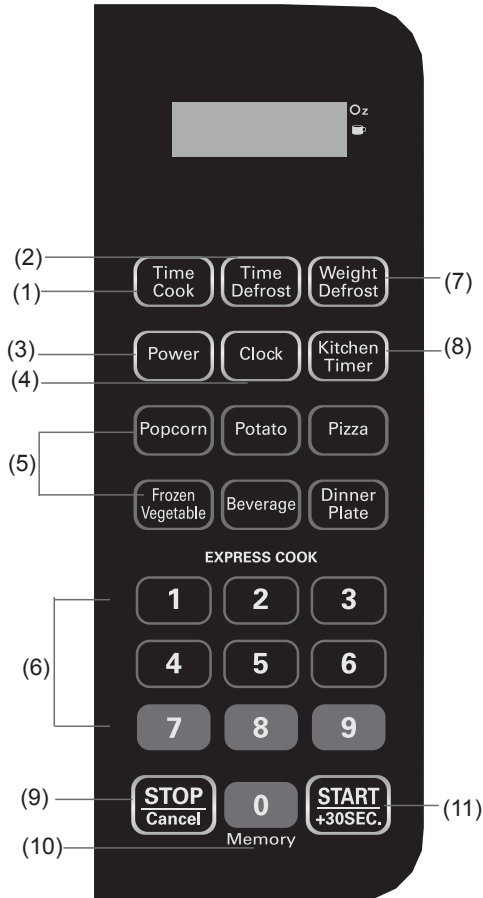 Oz
(2)
(1)
Time
Cook
Time
Defrost
Weight
Defrost
(7)
(3)
(4)
Power
Clock
Kitchen
Timer
(8)
(5)
Popcorn
Potato
Pizza
Frozen
Vegetable
Beverage
Dinner
Plate
EXPRESS COOK
(6)
1 2 3
4 5 6
7 8 9
(9)
STOP
Cancel
0
START
+30SEC.
(11)
(10)
Memory